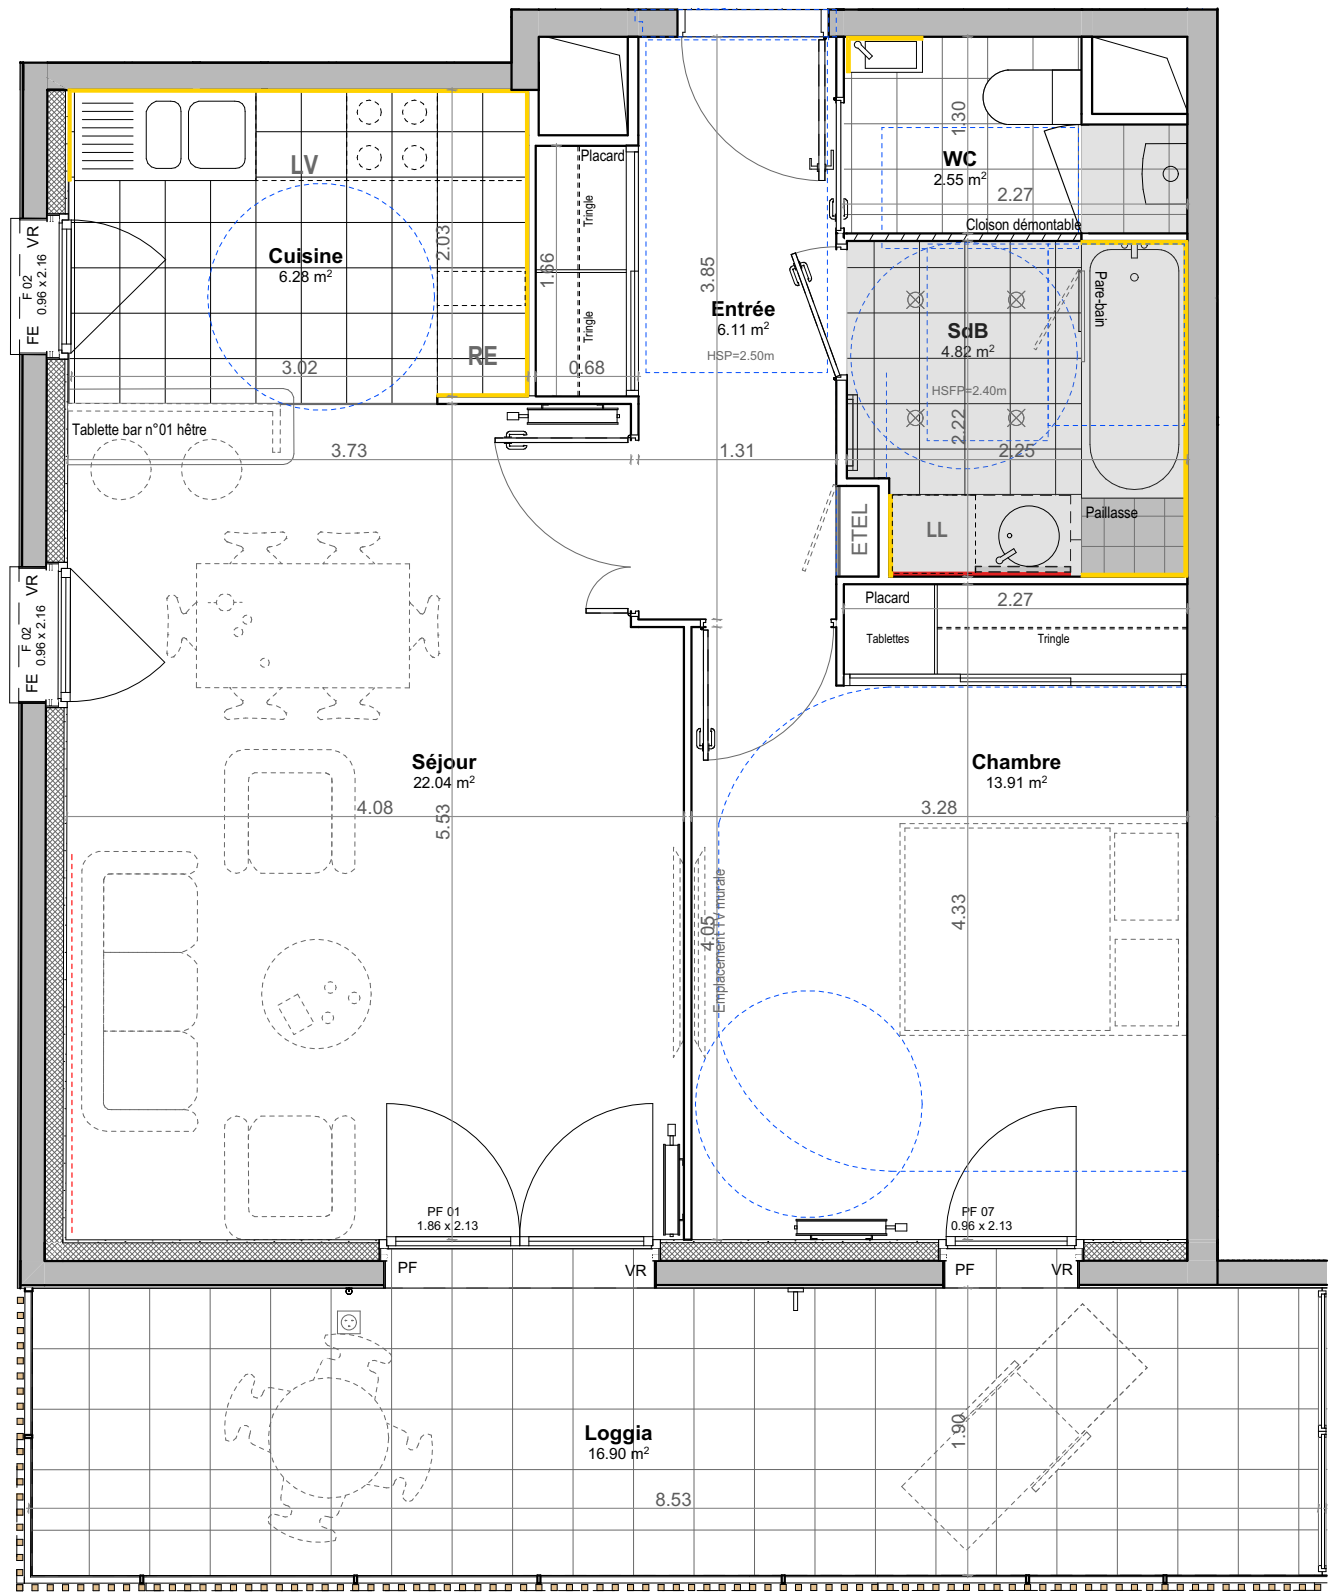 Placard
Tringle
Tringle
1.66
0.68
LV
Cuisine
6.28 m²
2.03
3.02
RE
VR
FE
F 02
0.96 x 2.16
Tablette bar n°01 hêtre
3.73
3.85
Entrée
6.11 m²
HSP=2.50m
1.31
1.30
WC
2.55 m²
2.27
Cloison démontable
SdB
4.82 m²
HSFP=2.40m
2.22
2.25
Pare-bain
Paillasse
ETEL
LL
Placard
2.27
Tablettes
Tringle
VR
FE
F 02
0.96 x 2.16
Séjour
22.04 m²
4.08
5.53
Chambre
13.91 m²
3.28
4.33
4.05
Emplacement TV murale
PF 01
1.86 x 2.13
PF 07
0.96 x 2.13
PF
VR
PF
VR
Loggia
16.90 m²
1.90
8.53